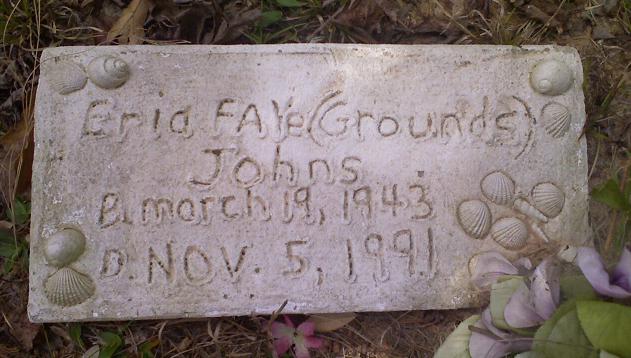 Eria FAYe (Grounds)
Johns
B. march 19, 1943
D. NOV. 5, 1991